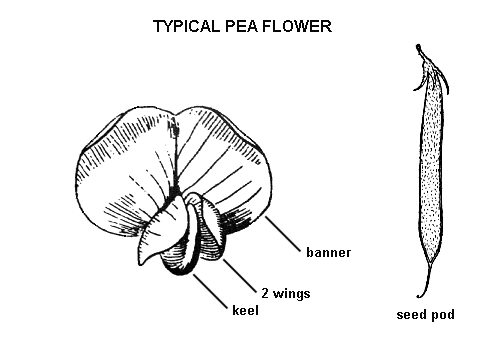 TYPICAL PEA FLOWER
banner
2 wings
keel
seed pod